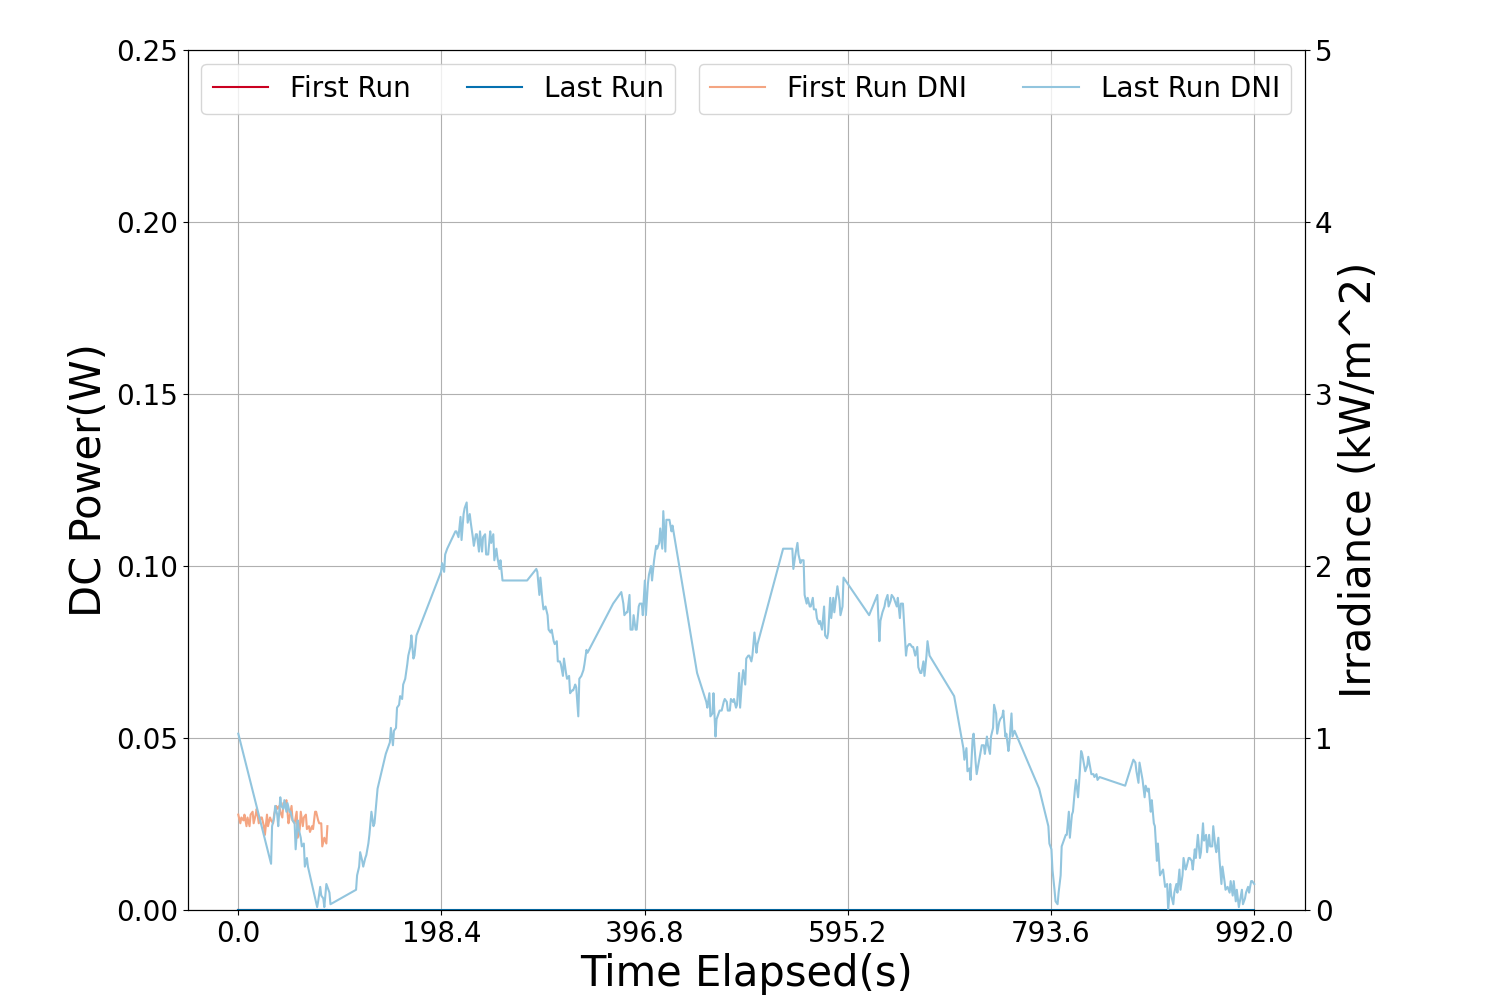 First Run
Last Run
First Run DNI
Last Run DNI
DC Power(W)
0.25
0.20
0.15
0.10
0.05
0.00
0.0
198.4
396.8
595.2
793.6
992.0
Time Elapsed(s)
5
4
3
2
1
0
Irradiance (kW/m^2)